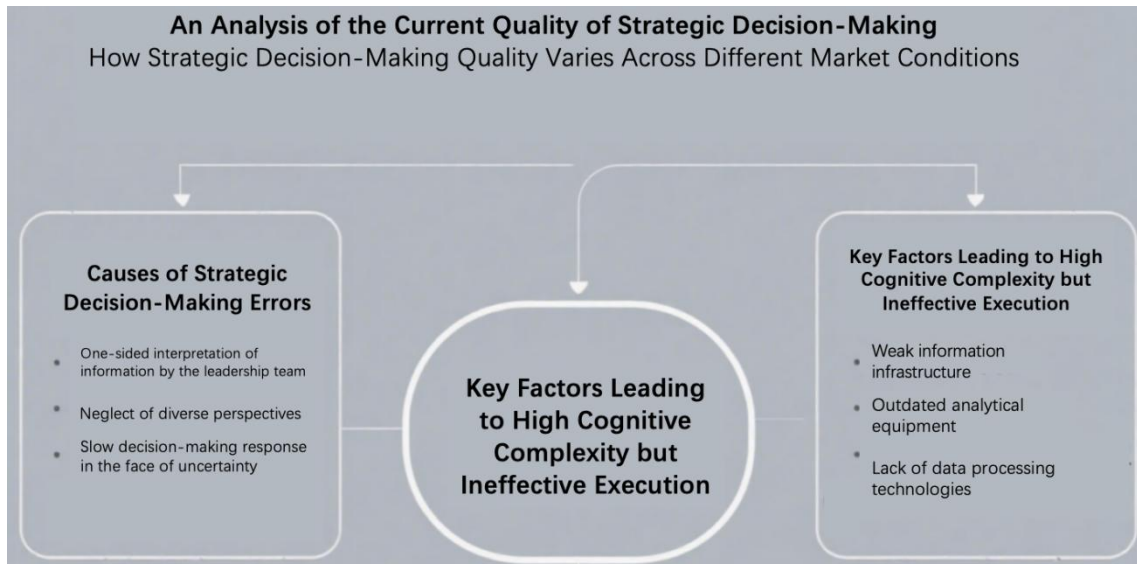 An Analysis of the Current Quality of Strategic Decision-Making
How Strategic Decision-Making Quality Varies Across Different Market Conditions
Causes of Strategic
Decision-Making Errors
One-sided interpretation of
information by the leadership team
Neglect of diverse perspectives
Slow decision-making response
in the face of uncertainty
Key Factors Leading
to High Cognitive
Complexity but
Ineffective Execution
Key Factors Leading to High
Cognitive Complexity but
Ineffective Execution
Weak information
infrastructure
Outdated analytical
equipment
Lack of data processing
technologies